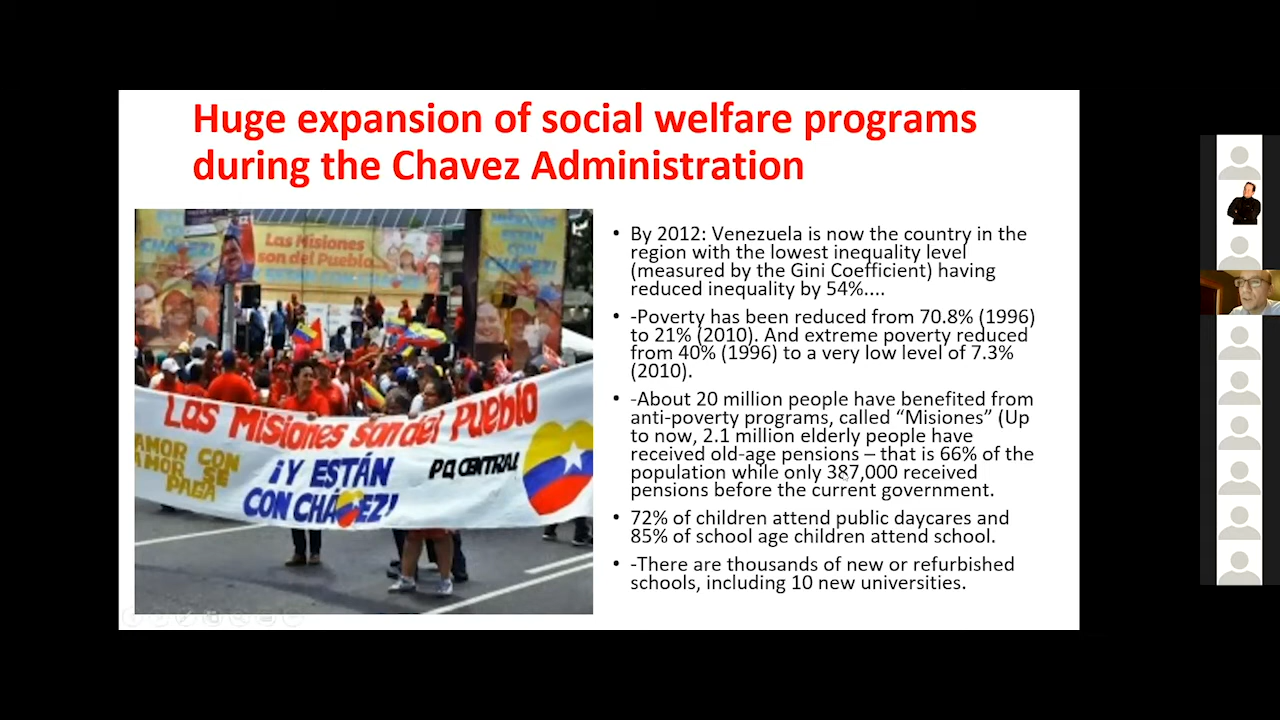 Huge expansion of social welfare programs
during the Chavez Administration
Las Misiones
son del Pueblo...
Las Misiones son del Pueblo
AMOR CON
AMOR SE
PAGA
¡Y ESTÁN
CON CHÁVEZ!
PQ CENTRAL
• By 2012: Venezuela is now the country in the
region with the lowest inequality level
(measured by the Gini Coefficient) having
reduced inequality by 54%....
• -Poverty has been reduced from 70.8% (1996)
to 21% (2010). And extreme poverty reduced
from 40% (1996) to a very low level of 7.3%
(2010).
• -About 20 million people have benefited from
anti-poverty programs, called “Misiones” (Up
to now, 2.1 million elderly people have
received old-age pensions – that is 66% of the
population while only 387,000 received
pensions before the current government.
• 72% of children attend public daycares and
85% of school age children attend school.
• -There are thousands of new or refurbished
schools, including 10 new universities.